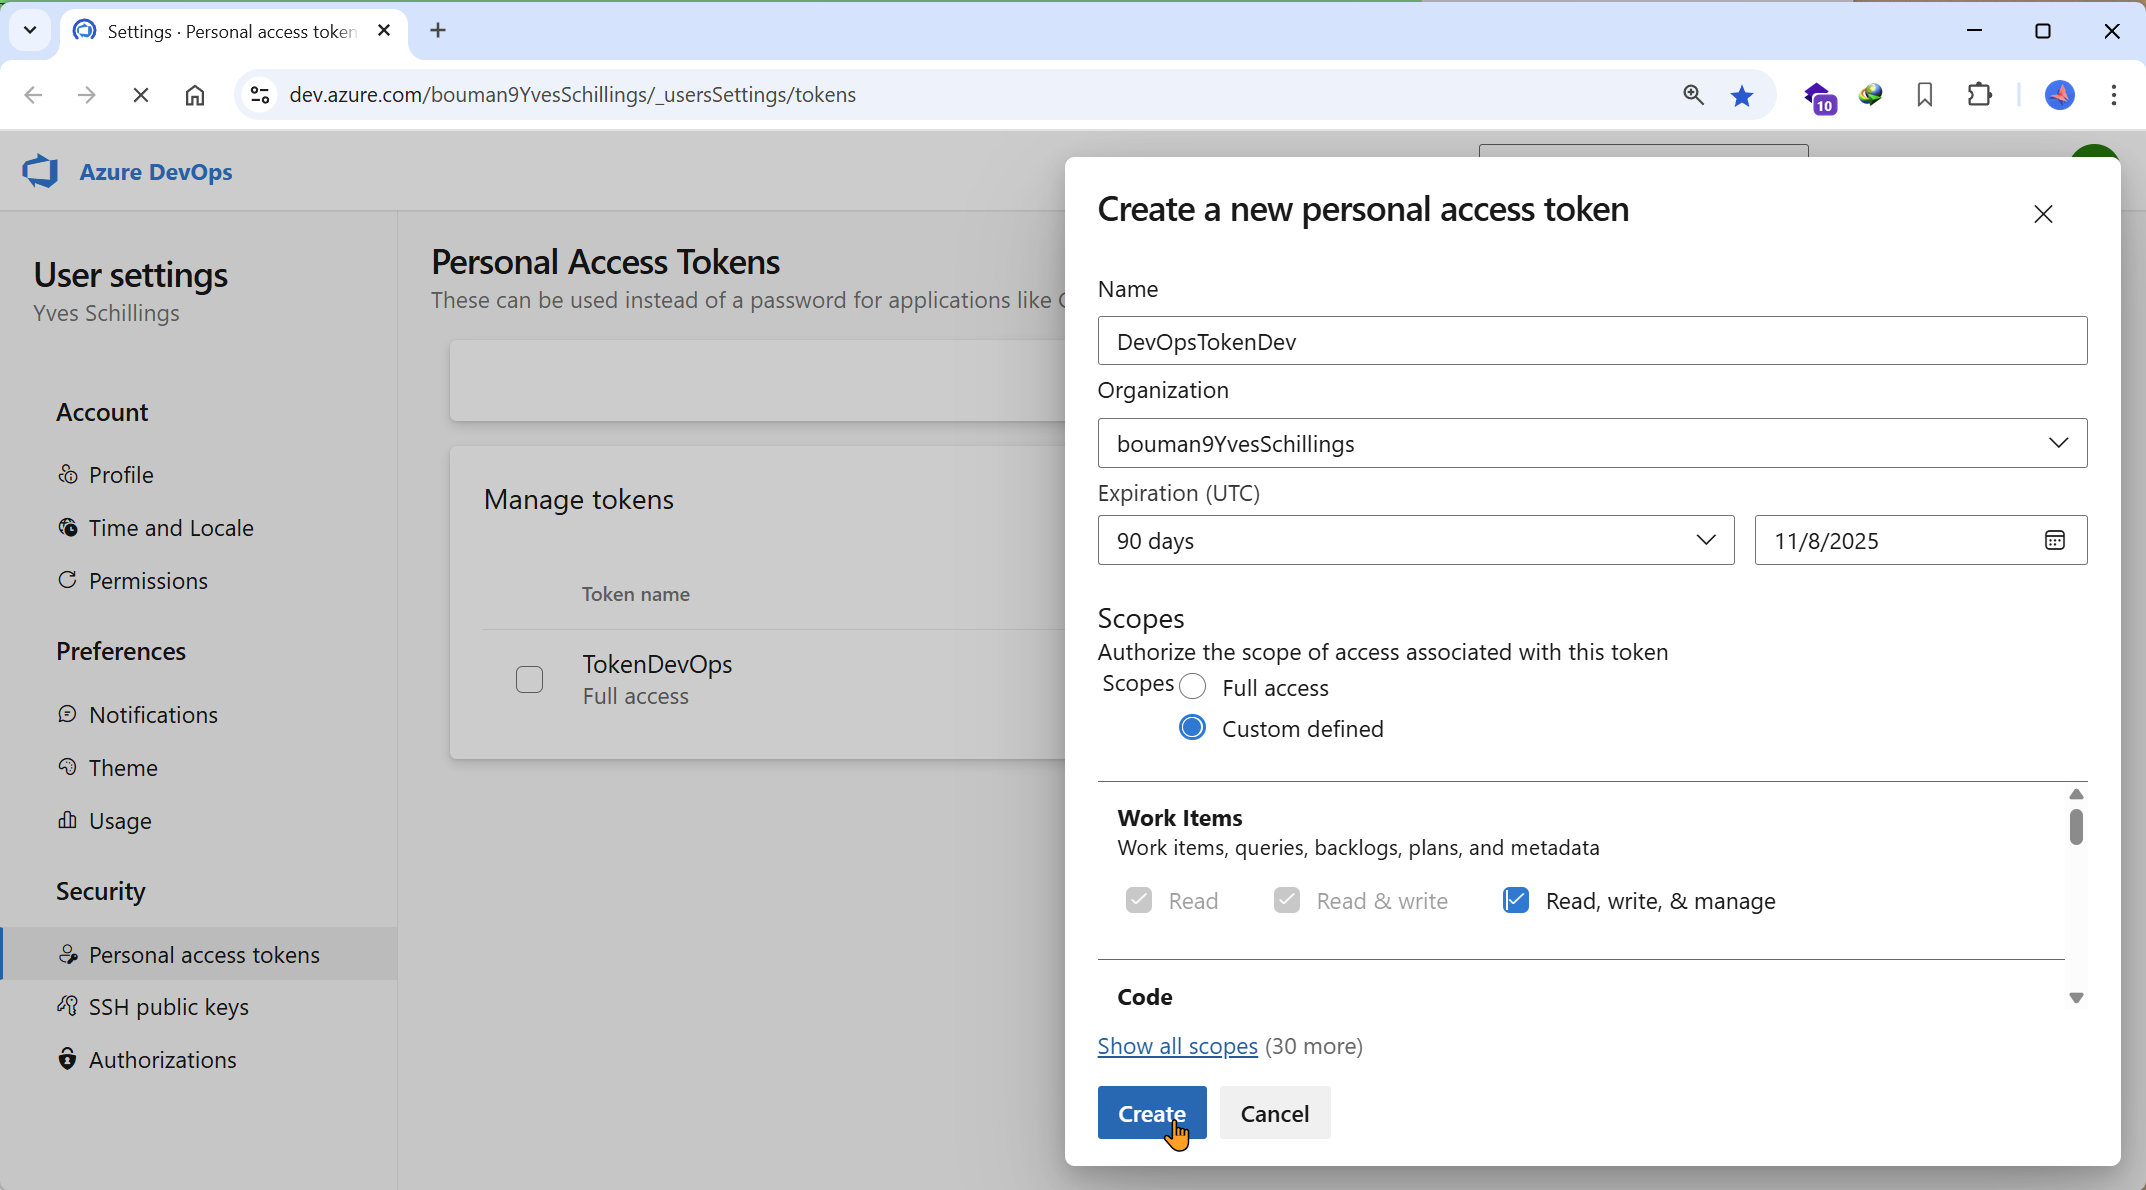 Settings · Personal access token
dev.azure.com/bouman9YvesSchillings/_usersSettings/tokens
10
Azure DevOps
User settings
Yves Schillings
Account
Profile
Time and Locale
Permissions
Preferences
Notifications
Theme
Usage
Security
Personal access tokens
SSH public keys
Authorizations
Personal Access Tokens
These can be used instead of a password for applications like
Manage tokens
Token name
TokenDevOps
Full access
Create a new personal access token
Name
DevOpsTokenDev
Organization
bouman9YvesSchillings
Expiration (UTC)
90 days
11/8/2025
Scopes
Authorize the scope of access associated with this token
Scopes
Full access
Custom defined
Work Items
Work items, queries, backlogs, plans, and metadata
Read
Read & write
Read, write, & manage
Code
Show all scopes (30 more)
Create
Cancel